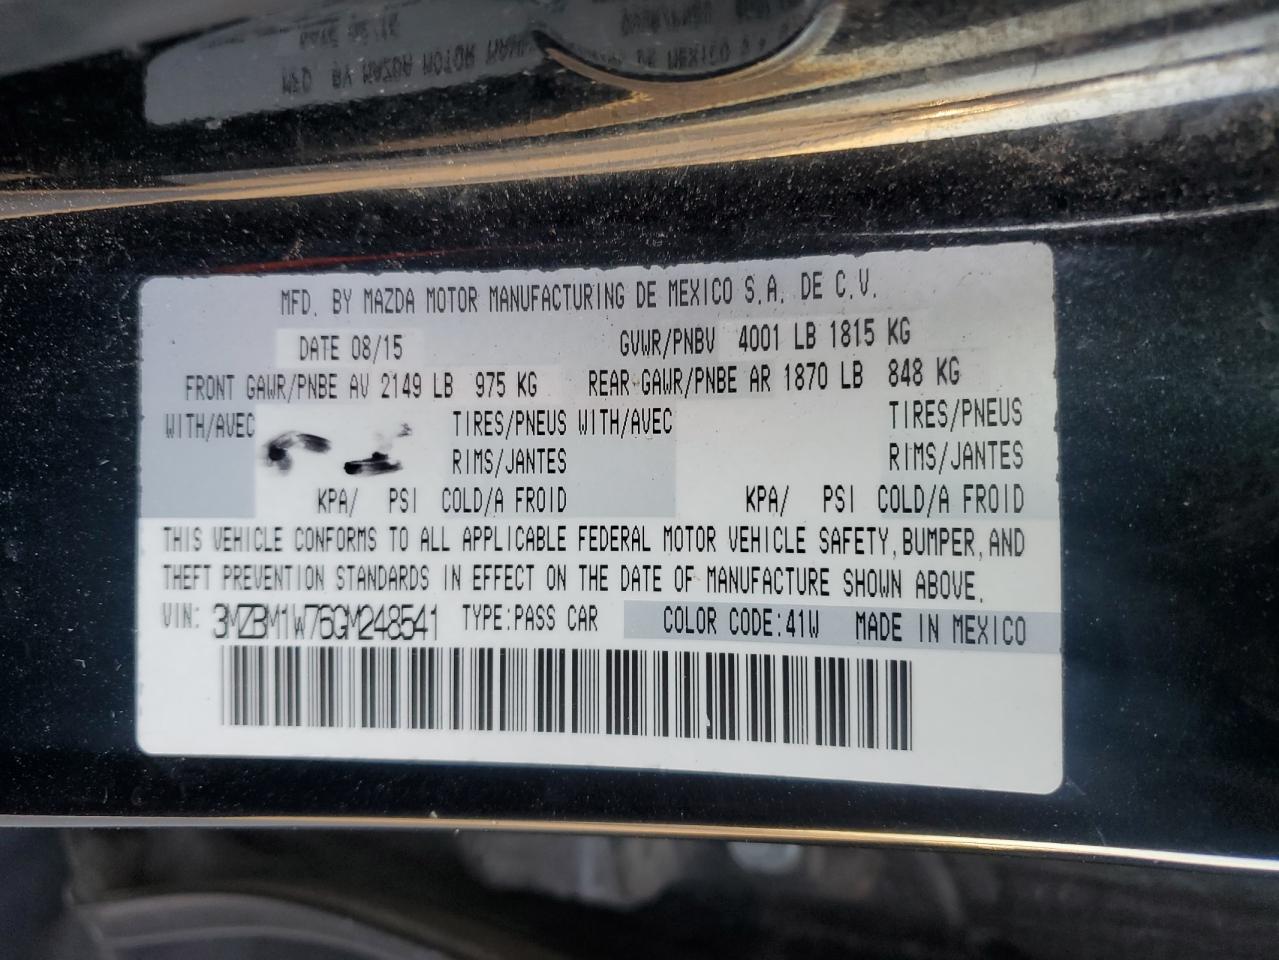 MFD. BY MAZDA MOTOR MANUFACTURING DE MEXICO S.A. DE C.V.
DATE 08/15 GVWR/PNBV 4001 LB 1815 KG
FRONT GAWR/PNBE AV 2149 LB 975 KG REAR GAWR/PNBE AR 1870 LB 848 KG
WITH/AVEC TIRES/PNEUS WITH/AVEC TIRES/PNEUS
RIMS/JANTES RIMS/JANTES
KPA/ PSI COLD/A FROID KPA/ PSI COLD/A FROID
THIS VEHICLE CONFORMS TO ALL APPLICABLE FEDERAL MOTOR VEHICLE SAFETY, BUMPER, AND
THEFT PREVENTION STANDARDS IN EFFECT ON THE DATE OF MANUFACTURE SHOWN ABOVE.
VIN: 3MZBM1W76GM248541 TYPE:PASS CAR COLOR CODE:41W MADE IN MEXICO